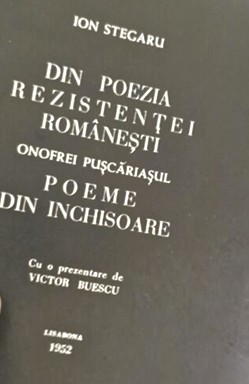 ION STEGARU
DIN POEZIA
REZISTENȚEI
ROMÂNEȘTI
ONOFREI PUȘCĂRIAȘUL
POEME
DIN INCHISOARE
Cu o prezentare de
VICTOR BUESCU
LISABONA
1952